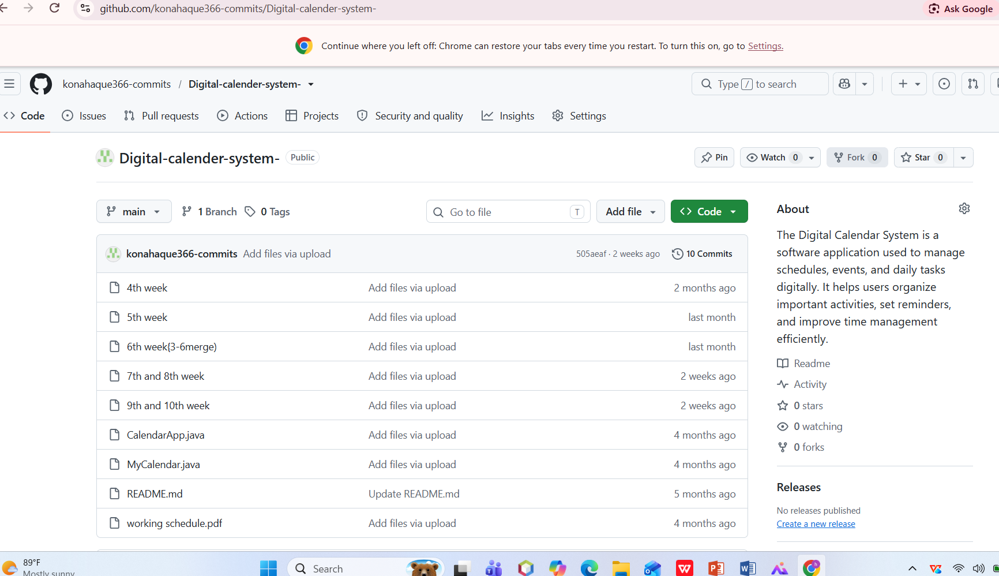 github.com/konahaque366-commits/Digital-calender-system-
Ask Google
Continue where you left off: Chrome can restore your tabs every time you restart. To turn this on, go to Settings.
konahaque366-commits / Digital-calender-system-
Type / to search
Code Issues Pull requests Actions Projects Security and quality Insights Settings
Digital-calender-system- Public
Pin Watch 0 Fork 0 Star 0
main 1 Branch 0 Tags
Go to file T Add file Code
konahaque366-commits Add files via upload 505aeaf · 2 weeks ago 10 Commits
4th week Add files via upload 2 months ago
5th week Add files via upload last month
6th week{3-6merge) Add files via upload last month
7th and 8th week Add files via upload 2 weeks ago
9th and 10th week Add files via upload 2 weeks ago
CalendarApp.java Add files via upload 4 months ago
MyCalendar.java Add files via upload 4 months ago
README.md Update README.md 5 months ago
working schedule.pdf Add files via upload 4 months ago
About
The Digital Calendar System is a
software application used to manage
schedules, events, and daily tasks
digitally. It helps users organize
important activities, set reminders,
and improve time management
efficiently.
Readme
Activity
0 stars
0 watching
0 forks
Releases
No releases published
Create a new release
89°F
Mostly sunny
Search